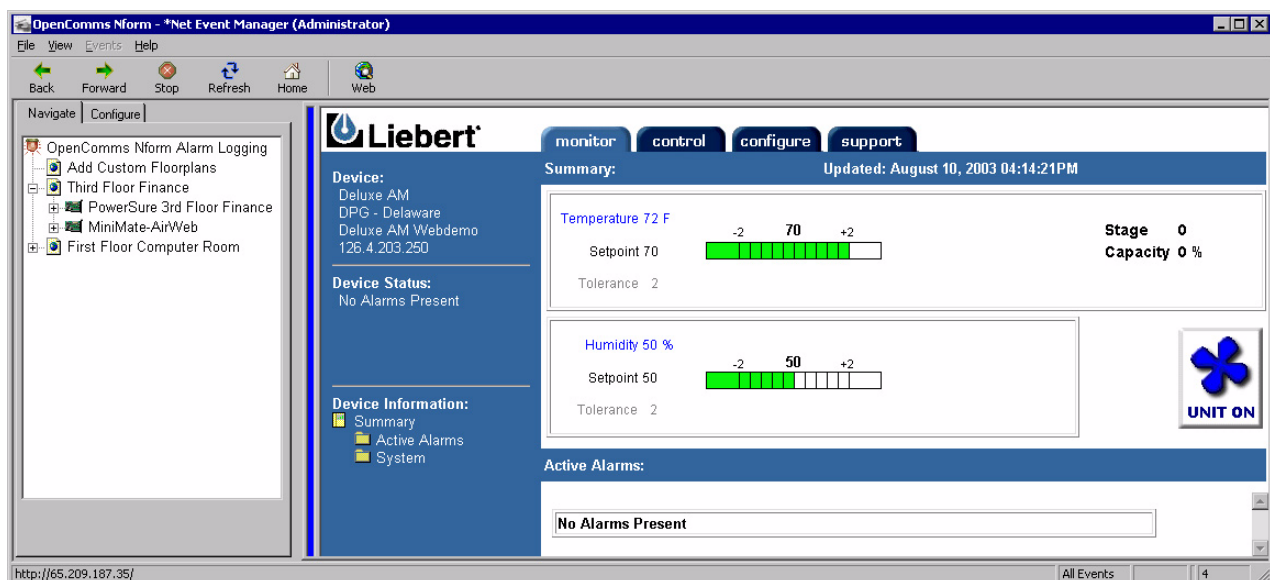 OpenComms Nform - *Net Event Manager (Administrator)
File View Events Help
Back Forward Stop Refresh Home Web
Navigate Configure
OpenComms Nform Alarm Logging
Add Custom Floorplans
Third Floor Finance
PowerSure 3rd Floor Finance
MiniMate-AirWeb
First Floor Computer Room
Liebert
Device:
Deluxe AM
DPG - Delaware
Deluxe AM Webdemo
126.4.203.250
Device Status:
No Alarms Present
Device Information:
Summary
Active Alarms
System
monitor control configure support
Summary: Updated: August 10, 2003 04:14:21PM
Temperature 72 F
-2 70 +2
Setpoint 70
Tolerance 2
Stage 0
Capacity 0 %
Humidity 50 %
-2 50 +2
Setpoint 50
Tolerance 2
UNIT ON
Active Alarms:
No Alarms Present
http://65.209.187.35/ All Events 4